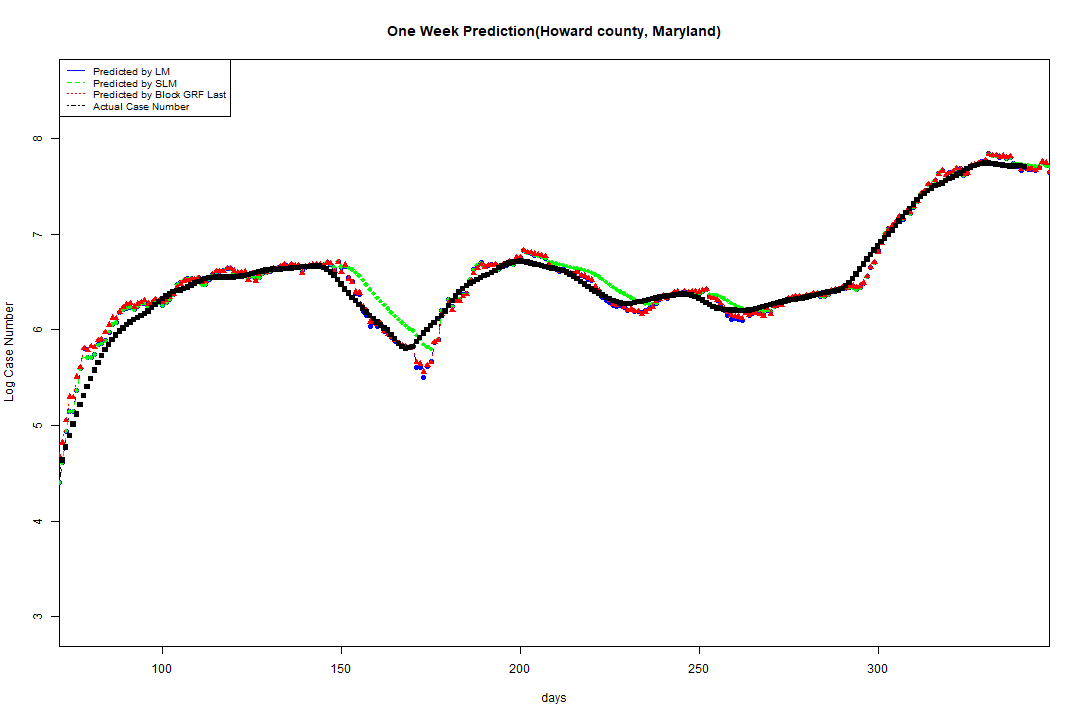 One Week Prediction(Howard county, Maryland)
Predicted by LM
Predicted by SLM
Predicted by Block GRF Last
Actual Case Number
8
7
6
5
4
3
Log Case Number
100 150 200 250 300
days